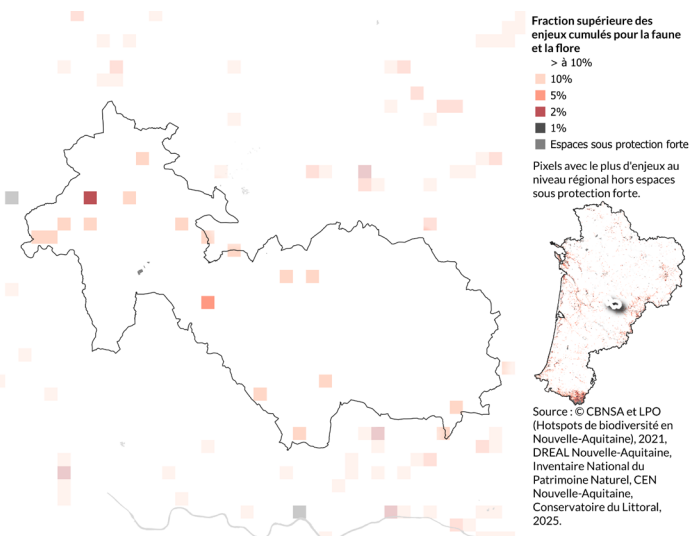 Fraction supérieure des
enjeux cumulés pour la faune
et la flore
> à 10%
10%
5%
2%
1%
Espaces sous protection forte
Pixels avec le plus d'enjeux au
niveau régional hors espaces
sous protection forte.
Source : © CBNSA et LPO
(Hotspots de biodiversité en
Nouvelle-Aquitaine), 2021,
DREAL Nouvelle-Aquitaine,
Inventaire National du
Patrimoine Naturel, CEN
Nouvelle-Aquitaine,
Conservatoire du Littoral,
2025.